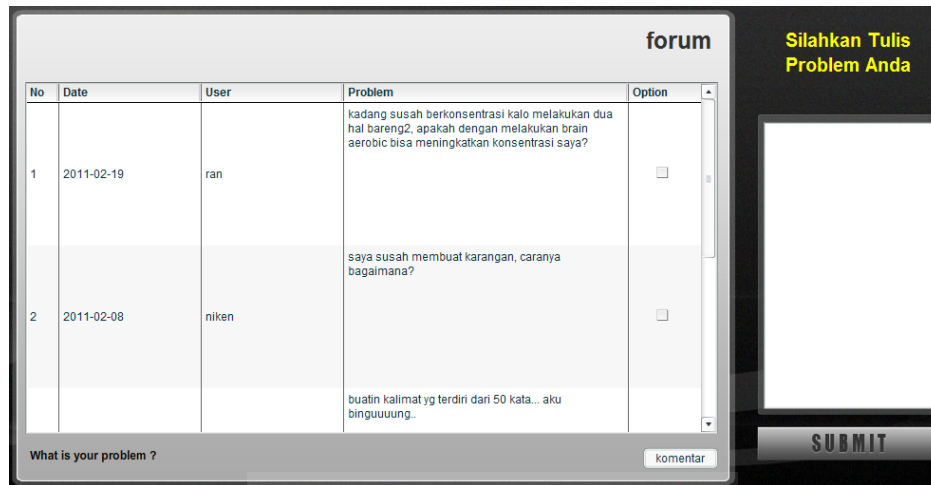 forum
Silahkan Tulis
Problem Anda
No Date User Problem Option
kadang susah berkonsentrasi kalo melakukan dua
hal bareng2, apakah dengan melakukan brain
aerobic bisa meningkatkan konsentrasi saya?
1 2011-02-19 ran
saya susah membuat karangan, caranya
bagaimana?
2 2011-02-08 niken
buatin kalimat yg terdiri dari 50 kata... aku
binguuuung..
What is your problem ?
komentar
SUBMIT